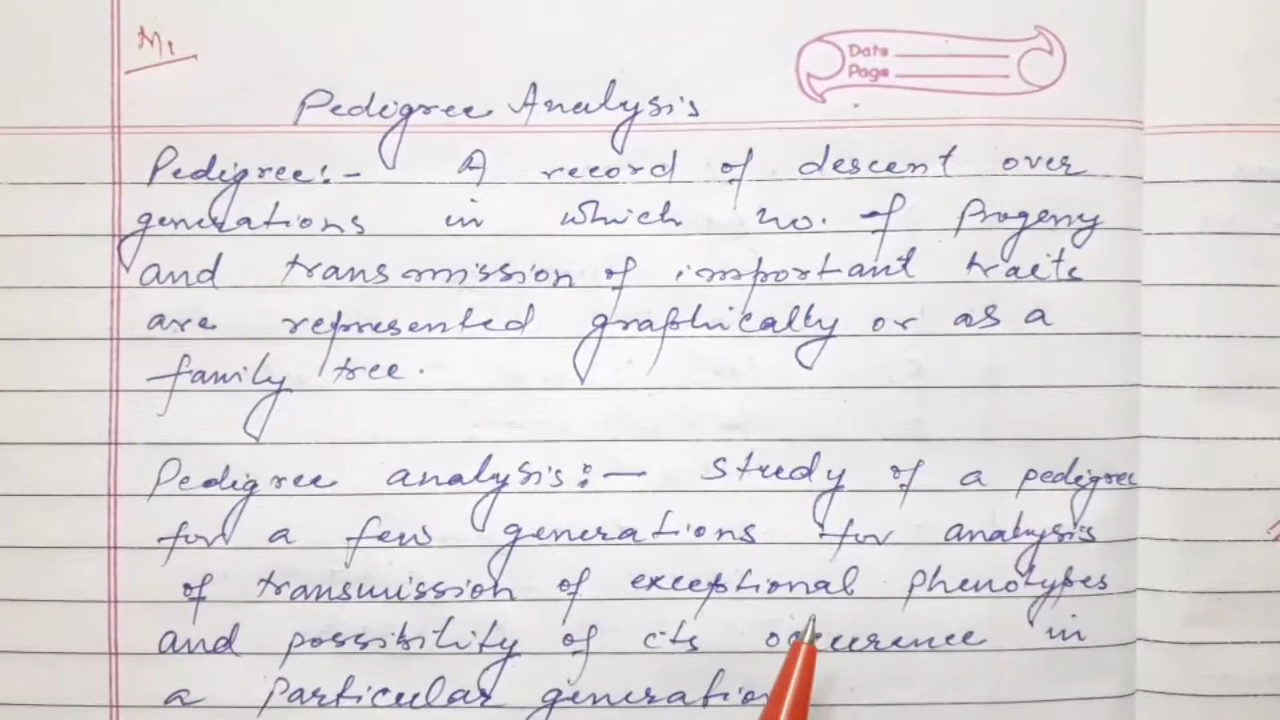 M1
Date
Page
Pedigree Analysis
Pedigree:- A record of descent over
generations in which no. of Progeny
and transmission of important traits
are represented graphically or as a
family tree.
Pedigree analysis:- study of a pedigree
for a few generations for analysis
of transmission of exceptional phenotypes
and possibility of its occurence in
a particular generation